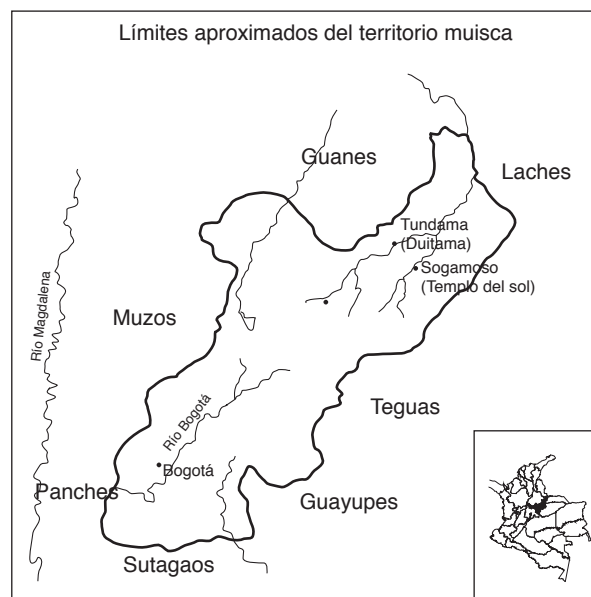 Límites aproximados del territorio muisca
Guanes
Laches
Tundama
(Duitama)
Sogamoso
(Templo del sol)
Río Magdalena
Muzos
Río Bogotá
Teguas
Bogotá
Panches
Guayupes
Sutagaos